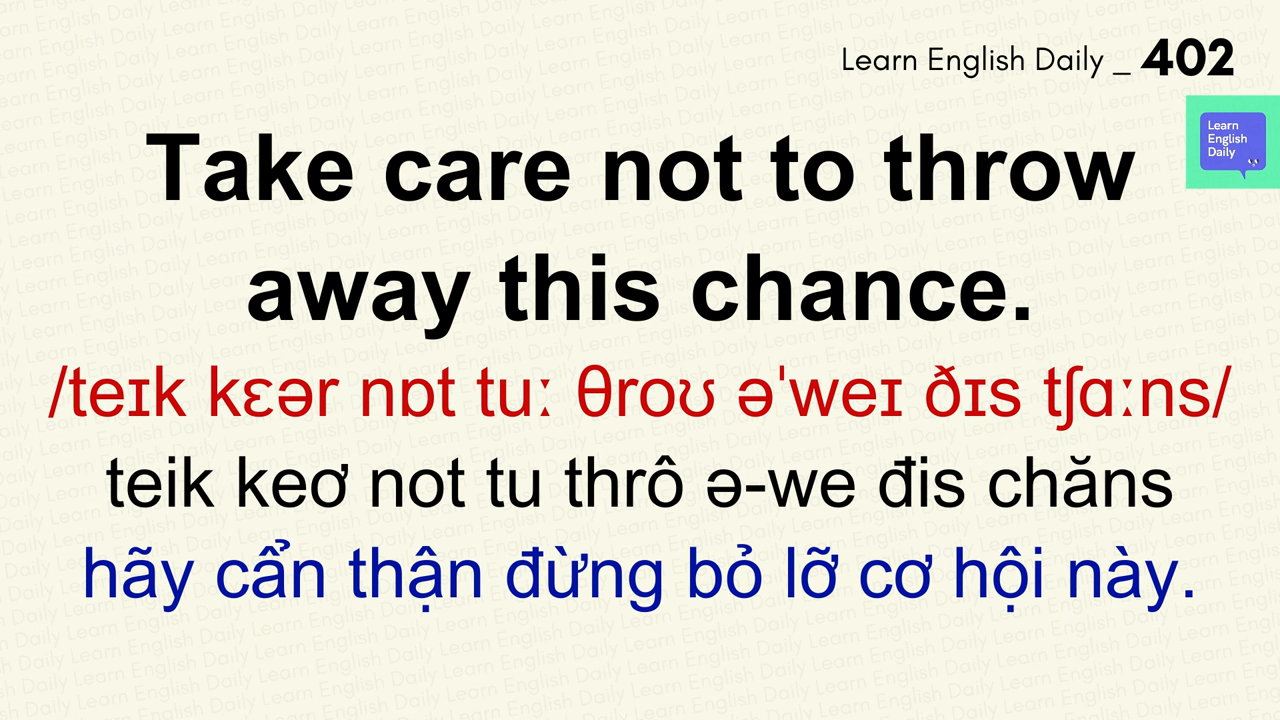 Learn English Daily _ 402
Learn
English
Daily
Take care not to throw
away this chance.
/teɪk kɛər nɒt tuː θroʊ əˈweɪ ðɪs tʃɑːns/
teik keơ not tu thrô ə-we đis chăns
hãy cẩn thận đừng bỏ lỡ cơ hội này.